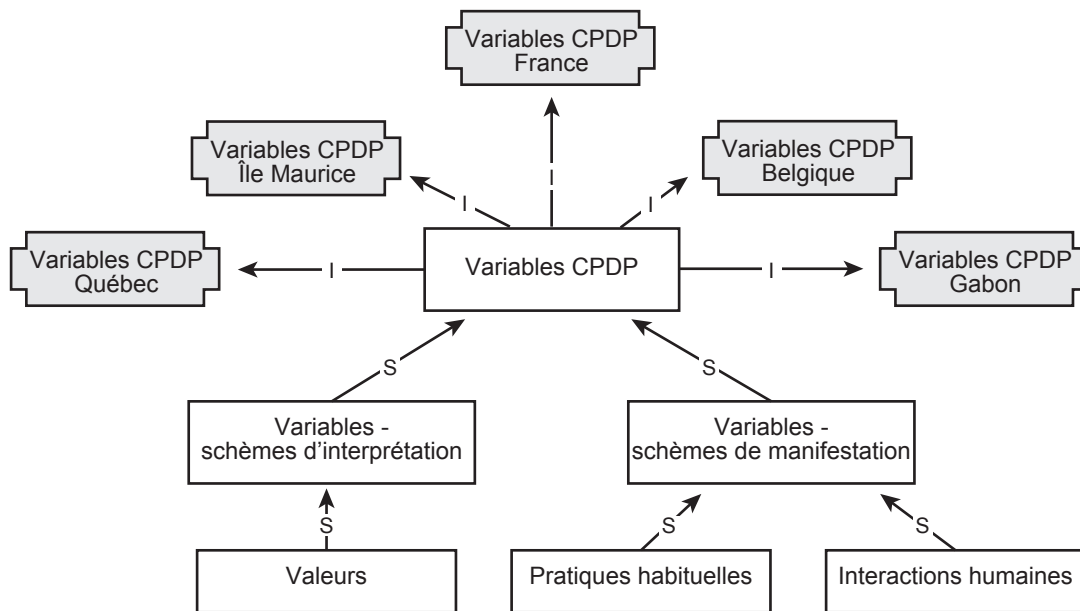 Variables CPDP
France
Variables CPDP
Île Maurice
Variables CPDP
Belgique
I
I
I
Variables CPDP
Québec
I
Variables CPDP
I
Variables CPDP
Gabon
S
S
Variables -
schèmes d'interprétation
Variables -
schèmes de manifestation
S
S
S
Valeurs
Pratiques habituelles
Interactions humaines